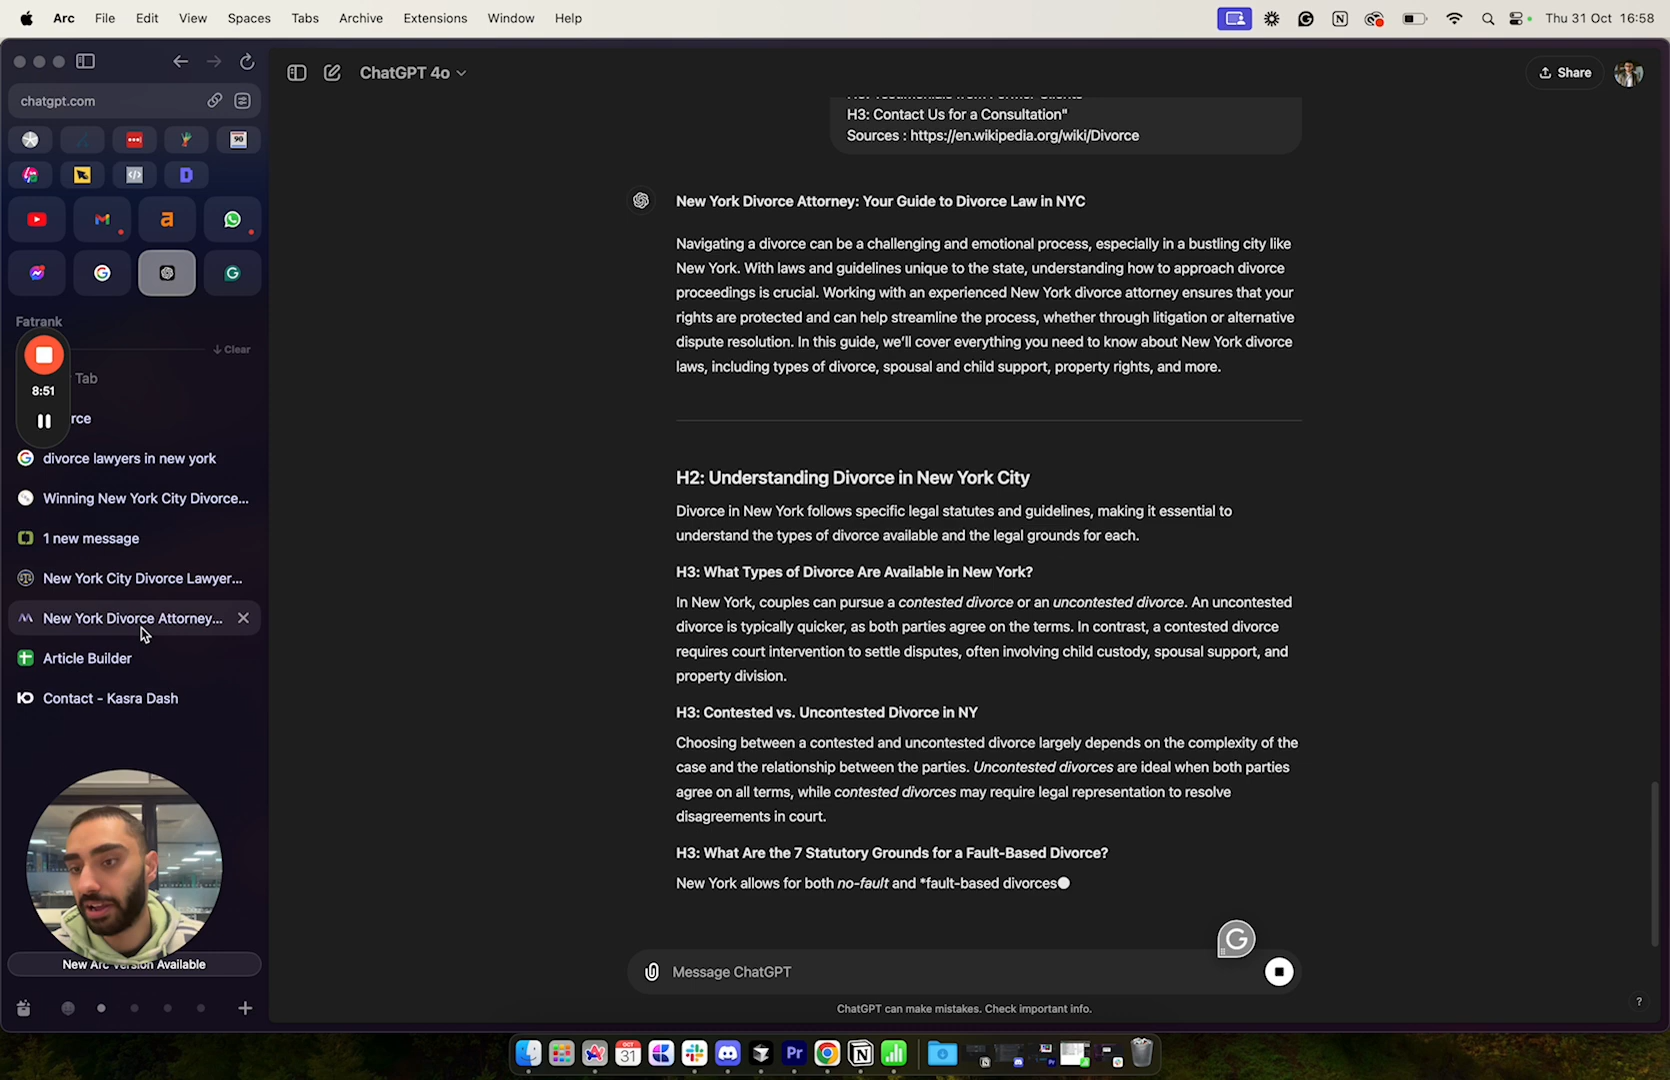 Arc File Edit View Spaces Tabs Archive Extensions Window Help
Thu 31 Oct 16:58
chatgpt.com
ChatGPT 4o
Share
H3: Contact Us for a Consultation"
Sources : https://en.wikipedia.org/wiki/Divorce
Fatrank
Clear
8:51
Tab
rce
divorce lawyers in new york
Winning New York City Divorce...
1 new message
New York City Divorce Lawyer...
New York Divorce Attorney...
Article Builder
Contact - Kasra Dash
New Arc Version Available
New York Divorce Attorney: Your Guide to Divorce Law in NYC
Navigating a divorce can be a challenging and emotional process, especially in a bustling city like
New York. With laws and guidelines unique to the state, understanding how to approach divorce
proceedings is crucial. Working with an experienced New York divorce attorney ensures that your
rights are protected and can help streamline the process, whether through litigation or alternative
dispute resolution. In this guide, we'll cover everything you need to know about New York divorce
laws, including types of divorce, spousal and child support, property rights, and more.
H2: Understanding Divorce in New York City
Divorce in New York follows specific legal statutes and guidelines, making it essential to
understand the types of divorce available and the legal grounds for each.
H3: What Types of Divorce Are Available in New York?
In New York, couples can pursue a contested divorce or an uncontested divorce. An uncontested
divorce is typically quicker, as both parties agree on the terms. In contrast, a contested divorce
requires court intervention to settle disputes, often involving child custody, spousal support, and
property division.
H3: Contested vs. Uncontested Divorce in NY
Choosing between a contested and uncontested divorce largely depends on the complexity of the
case and the relationship between the parties. Uncontested divorces are ideal when both parties
agree on all terms, while contested divorces may require legal representation to resolve
disagreements in court.
H3: What Are the 7 Statutory Grounds for a Fault-Based Divorce?
New York allows for both no-fault and *fault-based divorces
Message ChatGPT
ChatGPT can make mistakes. Check important info.
?